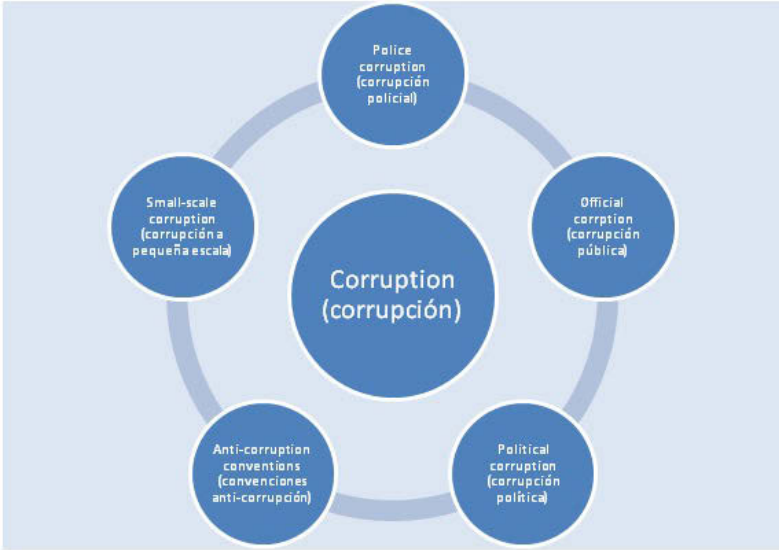 Police
corruption
(corrupción
policial)
Official
corrption
(corrupción
pública)
Political
corruption
(corrupción
política)
Anti-corruption
conventions
(convenciones
anti-corrupción)
Small-scale
corruption
(corrupción a
pequeña escala)
Corruption
(corrupción)